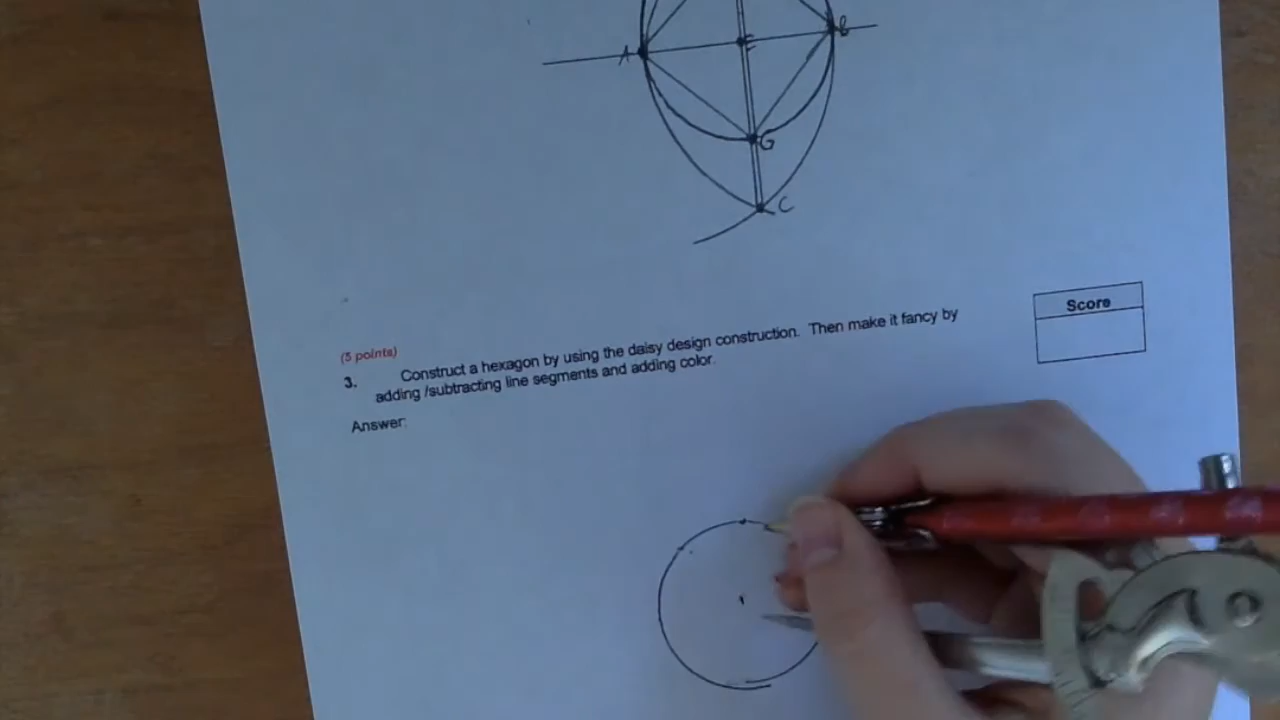 A
E
B
G
C
(5 points)
3. Construct a hexagon by using the daisy design construction. Then make it fancy by
adding /subtracting line segments and adding color.
Answer:
Score